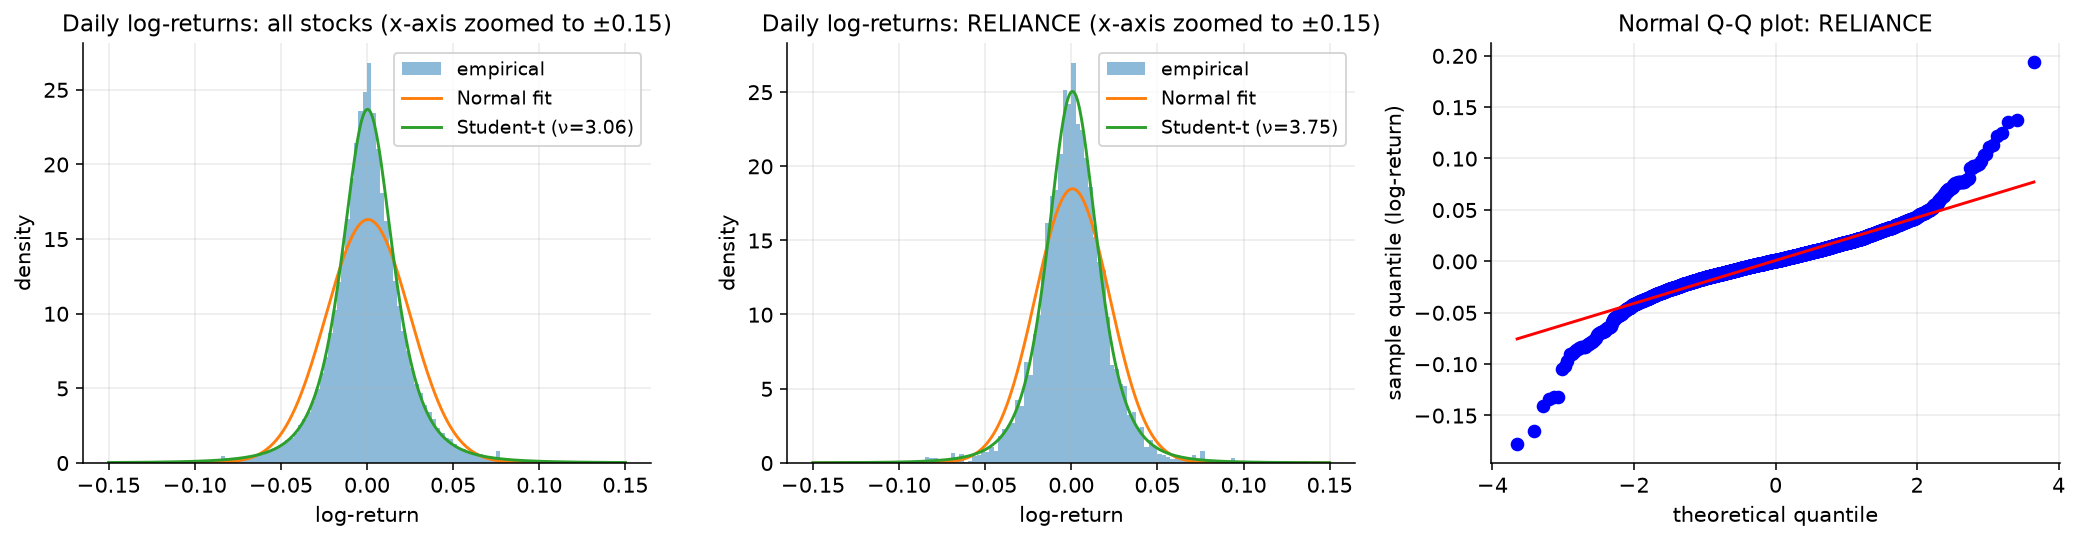 Daily log-returns: all stocks (x-axis zoomed to ±0.15)
empirical
Normal fit
Student-t (ν=3.06)
density
25
20
15
10
5
0
−0.15 −0.10 −0.05 0.00 0.05 0.10 0.15
log-return
Daily log-returns: RELIANCE (x-axis zoomed to ±0.15)
empirical
Normal fit
Student-t (ν=3.75)
density
25
20
15
10
5
0
−0.15 −0.10 −0.05 0.00 0.05 0.10 0.15
log-return
Normal Q-Q plot: RELIANCE
sample quantile (log-return)
0.20
0.15
0.10
0.05
0.00
−0.05
−0.10
−0.15
−4 −2 0 2 4
theoretical quantile